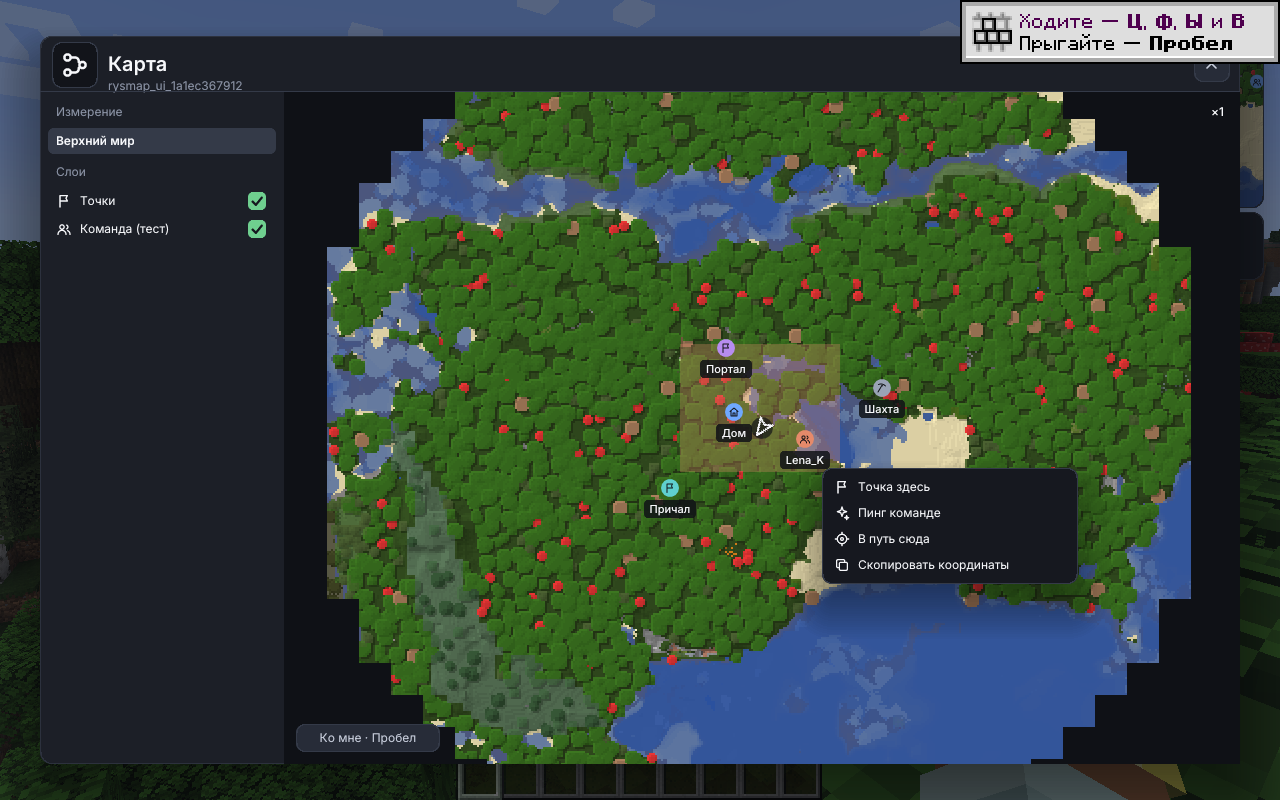 Ходите — Ц, Ф, Ы и В
Прыгайте — Пробел
Карта
rysmap_ui_1a1ec367912
Измерение
Верхний мир
Слои
Точки
Команда (тест)
×1
Портал
Шахта
Дом
Lena_K
Причал
Точка здесь
Пинг команде
В путь сюда
Скопировать координаты
Ко мне · Пробел